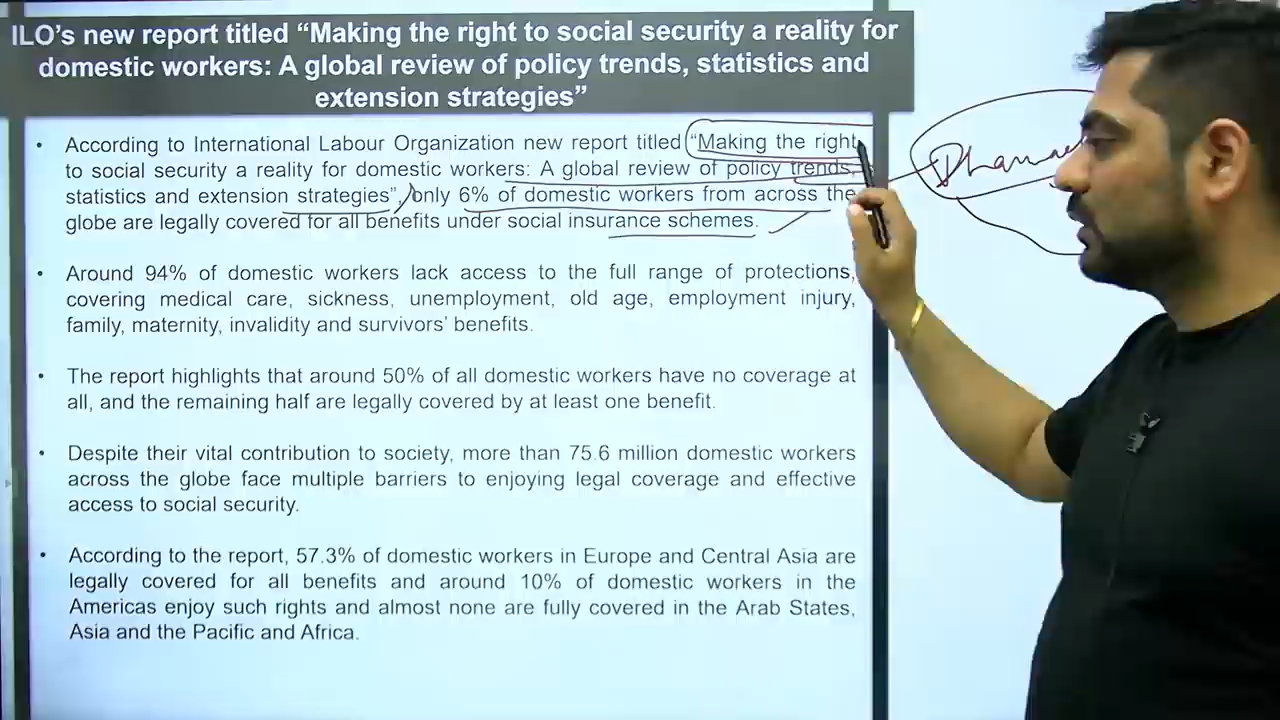 ILO’s new report titled “Making the right to social security a reality for
domestic workers: A global review of policy trends, statistics and
extension strategies”
• According to International Labour Organization new report titled “Making the right
to social security a reality for domestic workers: A global review of policy trends,
statistics and extension strategies”, only 6% of domestic workers from across the
globe are legally covered for all benefits under social insurance schemes.
• Around 94% of domestic workers lack access to the full range of protections,
covering medical care, sickness, unemployment, old age, employment injury,
family, maternity, invalidity and survivors’ benefits.
• The report highlights that around 50% of all domestic workers have no coverage at
all, and the remaining half are legally covered by at least one benefit.
• Despite their vital contribution to society, more than 75.6 million domestic workers
across the globe face multiple barriers to enjoying legal coverage and effective
access to social security.
• According to the report, 57.3% of domestic workers in Europe and Central Asia are
legally covered for all benefits and around 10% of domestic workers in the
Americas enjoy such rights and almost none are fully covered in the Arab States,
Asia and the Pacific and Africa.